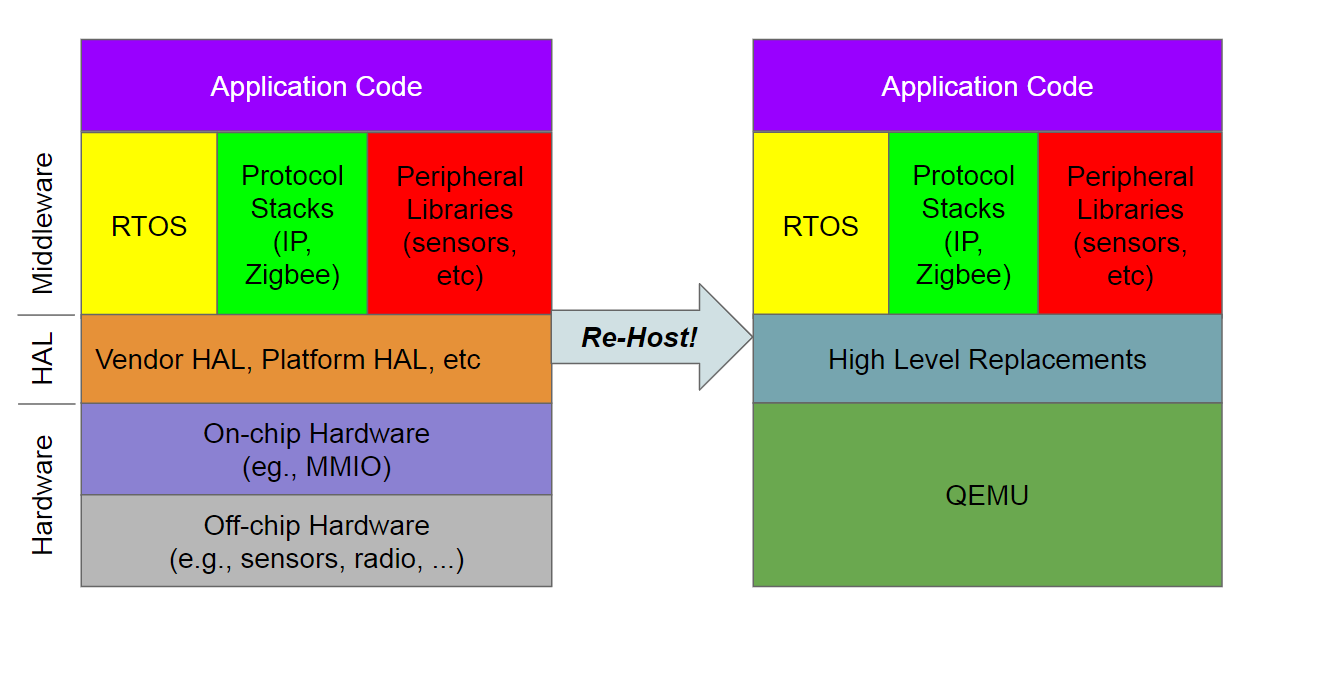 Application Code
Middleware
RTOS
Protocol
Stacks
(IP,
Zigbee)
Peripheral
Libraries
(sensors,
etc)
HAL
Vendor HAL, Platform HAL, etc
Hardware
On-chip Hardware
(eg., MMIO)
Off-chip Hardware
(e.g., sensors, radio, ...)
Re-Host!
Application Code
RTOS
Protocol
Stacks
(IP,
Zigbee)
Peripheral
Libraries
(sensors,
etc)
High Level Replacements
QEMU